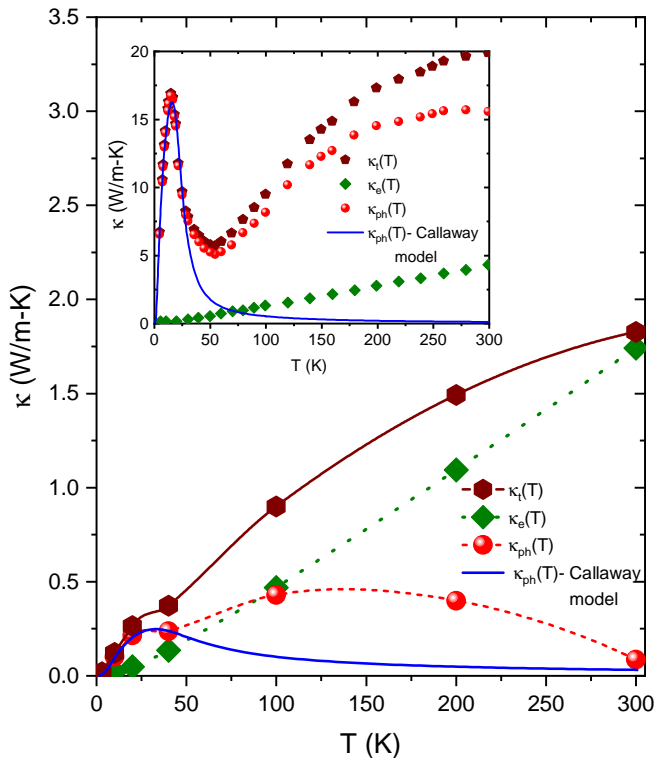 3.5
3.0
2.5
2.0
1.5
1.0
0.5
0.0
κ (W/m-K)
0 50 100 150 200 250 300
T (K)
20
15
10
5
0
κ (W/m-K)
0 50 100 150 200 250 300
T (K)
κt(T)
κe(T)
κph(T)
κph(T)- Callaway
model
κt(T)
κe(T)
κph(T)
κph(T)- Callaway
model